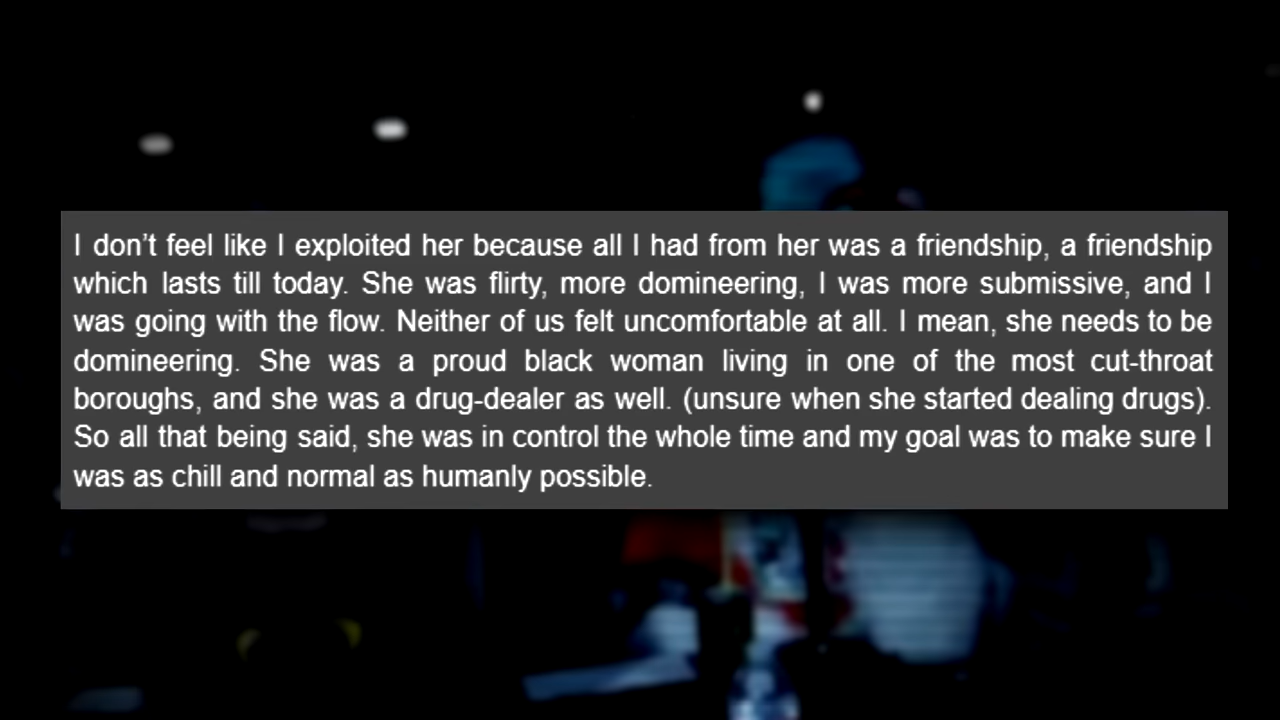 I don’t feel like I exploited her because all I had from her was a friendship, a friendship
which lasts till today. She was flirty, more domineering, I was more submissive, and I
was going with the flow. Neither of us felt uncomfortable at all. I mean, she needs to be
domineering. She was a proud black woman living in one of the most cut-throat
boroughs, and she was a drug-dealer as well. (unsure when she started dealing drugs).
So all that being said, she was in control the whole time and my goal was to make sure I
was as chill and normal as humanly possible.